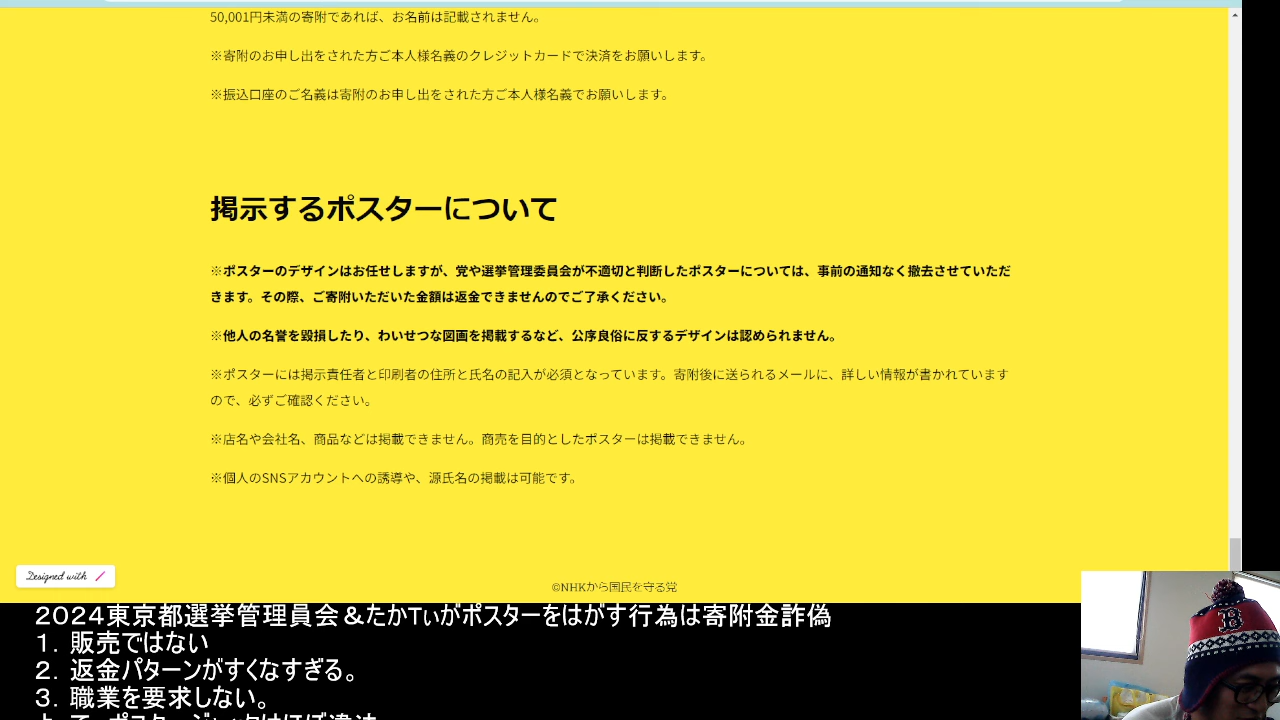 50,001円未満の寄附であれば、お名前は記載されません。
※寄附のお申し出をされた方ご本人様名義のクレジットカードで決済をお願いします。
※振込口座のご名義は寄附のお申し出をされた方ご本人様名義でお願いします。
掲示するポスターについて
※ポスターのデザインはお任せしますが、党や選挙管理委員会が不適切と判断したポスターについては、事前の通知なく撤去させていただ
きます。その際、ご寄附いただいた金額は返金できませんのでご了承ください。
※他人の名誉を毀損したり、わいせつな図画を掲載するなど、公序良俗に反するデザインは認められません。
※ポスターには掲示責任者と印刷者の住所と氏名の記入が必須となっています。寄附後に送られるメールに、詳しい情報が書かれています
ので、必ずご確認ください。
※店名や会社名、商品などは掲載できません。商売を目的としたポスターは掲載できません。
※個人のSNSアカウントへの誘導や、源氏名の掲載は可能です。
Designed with
©NHKから国民を守る党
2024東京都選挙管理員会＆たかTぃがポスターをはがす行為は寄附金詐偽
1．販売ではない
2．返金パターンがすくなすぎる。
3．職業を要求しない。
B